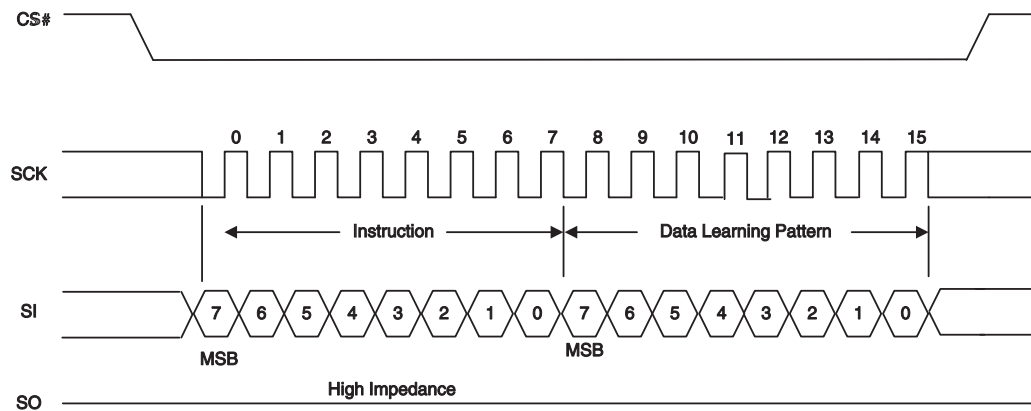 CS#
0 1 2 3 4 5 6 7 8 9 10 11 12 13 14 15
SCK
Instruction Data Learning Pattern
SI 7 6 5 4 3 2 1 0 7 6 5 4 3 2 1 0
MSB MSB
High Impedance
SO